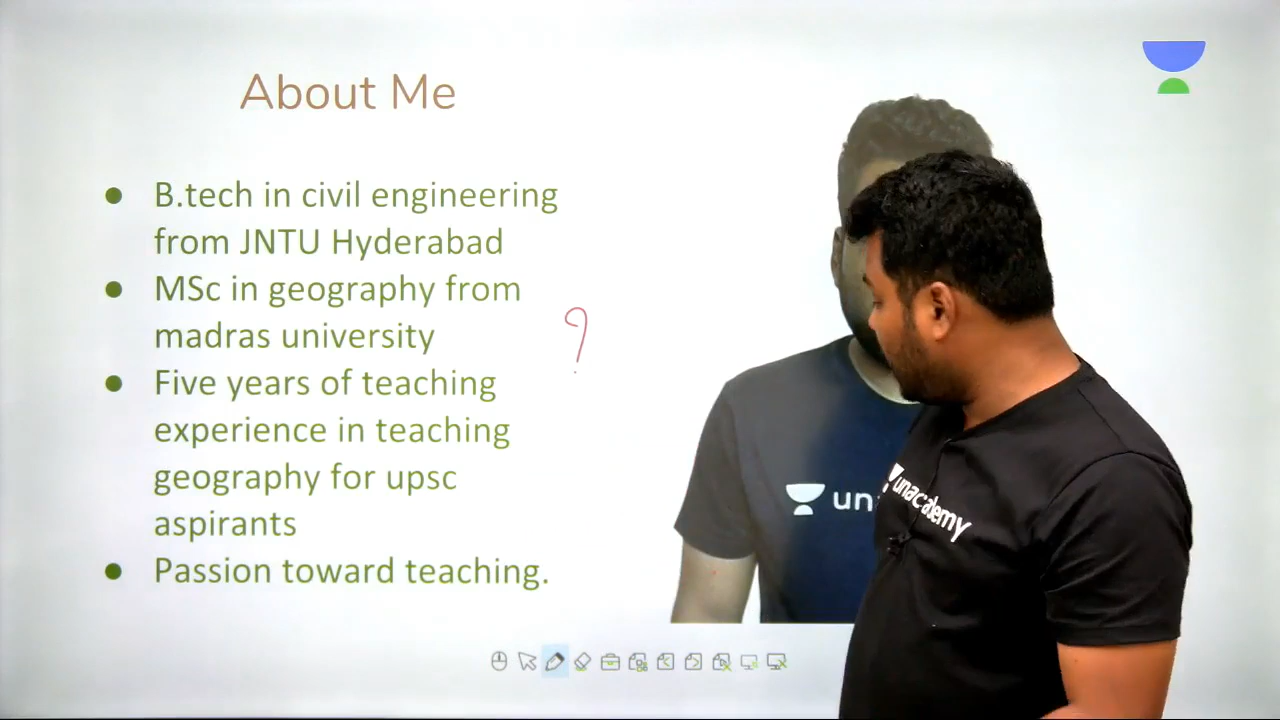 About Me
● B.tech in civil engineering
from JNTU Hyderabad
● MSc in geography from
madras university
?
● Five years of teaching
experience in teaching
geography for upsc
aspirants
● Passion toward teaching.
un
unacademy